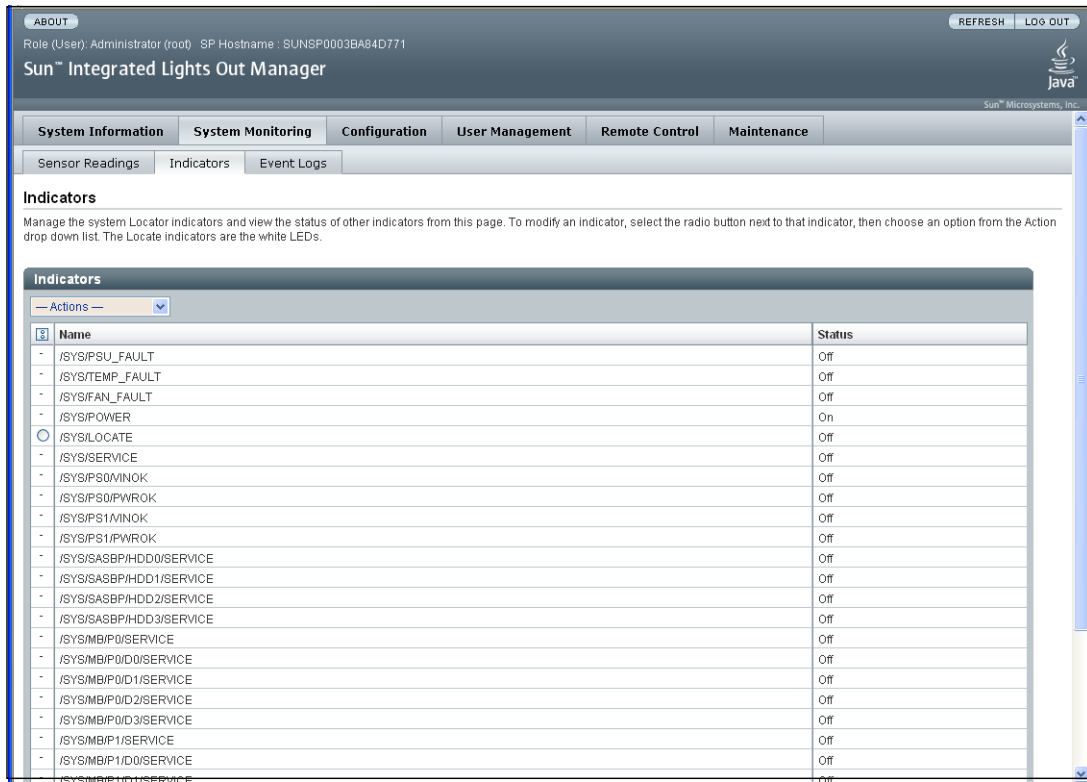 ABOUT
REFRESH LOG OUT
Role (User): Administrator (root) SP Hostname : SUNSP0003BA84D771
Sun™ Integrated Lights Out Manager
Java™
Sun™ Microsystems, Inc.
System Information System Monitoring Configuration User Management Remote Control Maintenance
Sensor Readings Indicators Event Logs
Indicators
Manage the system Locator indicators and view the status of other indicators from this page. To modify an indicator, select the radio button next to that indicator, then choose an option from the Action
drop down list. The Locate indicators are the white LEDs.
Indicators
— Actions —
Name Status
- /SYS/PSU_FAULT Off
- /SYS/TEMP_FAULT Off
- /SYS/FAN_FAULT Off
- /SYS/POWER On
/SYS/LOCATE Off
- /SYS/SERVICE Off
- /SYS/PS0/VINOK Off
- /SYS/PS0/PWROK Off
- /SYS/PS1/VINOK Off
- /SYS/PS1/PWROK Off
- /SYS/SASBP/HDD0/SERVICE Off
- /SYS/SASBP/HDD1/SERVICE Off
- /SYS/SASBP/HDD2/SERVICE Off
- /SYS/SASBP/HDD3/SERVICE Off
- /SYS/MB/P0/SERVICE Off
- /SYS/MB/P0/D0/SERVICE Off
- /SYS/MB/P0/D1/SERVICE Off
- /SYS/MB/P0/D2/SERVICE Off
- /SYS/MB/P0/D3/SERVICE Off
- /SYS/MB/P1/SERVICE Off
- /SYS/MB/P1/D0/SERVICE Off
- /SYS/MB/P1/D1/SERVICE Off